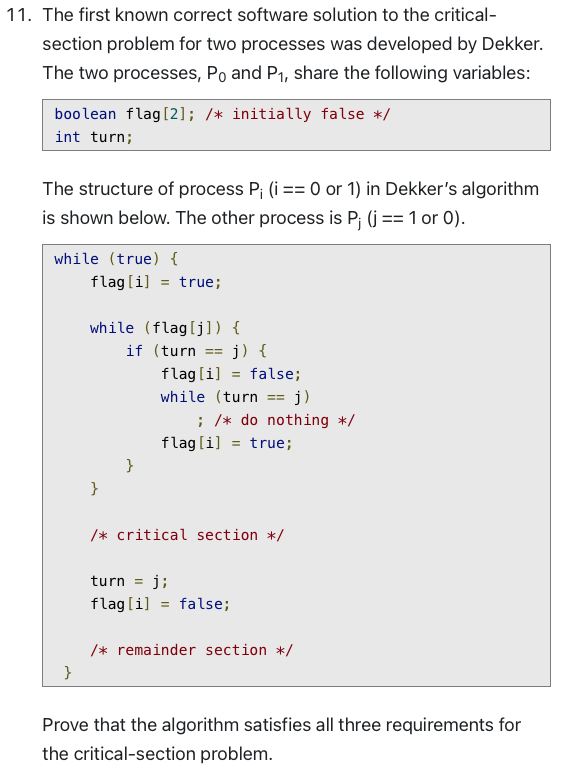 11. The first known correct software solution to the critical-
section problem for two processes was developed by Dekker.
The two processes, P₀ and P₁, share the following variables:
boolean flag[2]; /* initially false */
int turn;
The structure of process Pᵢ (i == 0 or 1) in Dekker's algorithm
is shown below. The other process is Pⱼ (j == 1 or 0).
while (true) {
    flag[i] = true;
    while (flag[j]) {
        if (turn == j) {
            flag[i] = false;
            while (turn == j)
                ; /* do nothing */
            flag[i] = true;
        }
    }
    /* critical section */
    turn = j;
    flag[i] = false;
    /* remainder section */
 }
Prove that the algorithm satisfies all three requirements for
the critical-section problem.